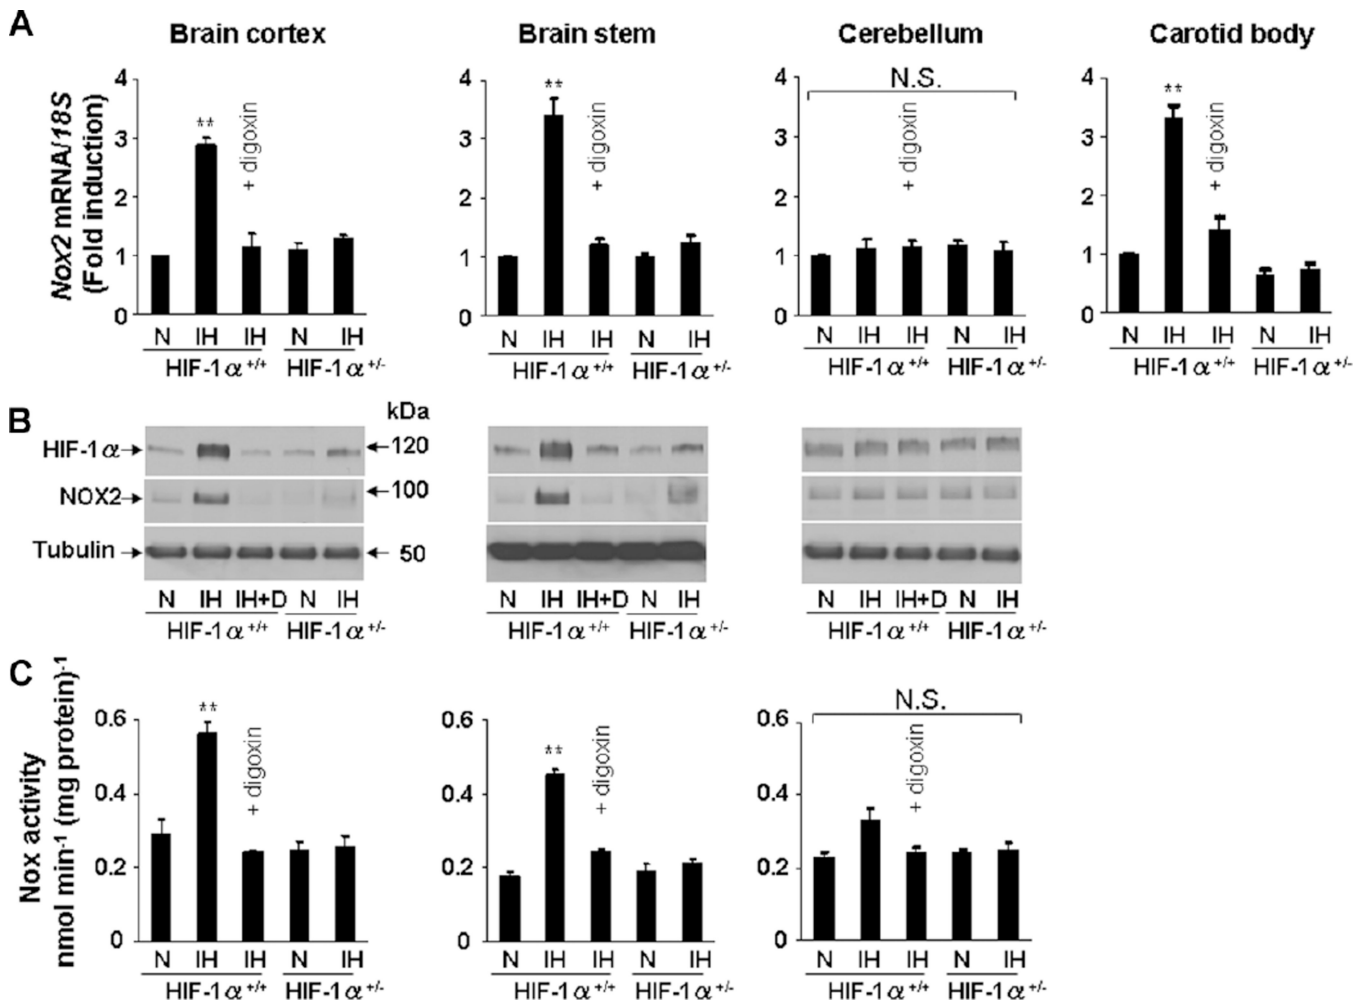 A
Brain cortex
Brain stem
Cerebellum
Carotid body
Nox2 mRNA/18S
(Fold induction)
4
3
2
1
0
**
+ digoxin
N IH IH N IH
HIF-1α+/+ HIF-1α+/-
4
3
2
1
0
**
+ digoxin
N IH IH N IH
HIF-1α+/+ HIF-1α+/-
4
3
2
1
0
N.S.
+ digoxin
N IH IH N IH
HIF-1α+/+ HIF-1α+/-
4
3
2
1
0
**
+ digoxin
N IH IH N IH
HIF-1α+/+ HIF-1α+/-
B
kDa
HIF-1α
120
NOX2
100
Tubulin
50
N IH IH+D N IH
HIF-1α+/+ HIF-1α+/-
N IH IH+D N IH
HIF-1α+/+ HIF-1α+/-
N IH IH+D N IH
HIF-1α+/+ HIF-1α+/-
C
Nox activity
nmol min-1 (mg protein)-1
0.6
0.4
0.2
0
**
+ digoxin
N IH IH N IH
HIF-1α+/+ HIF-1α+/-
0.6
0.4
0.2
0
**
+ digoxin
N IH IH N IH
HIF-1α+/+ HIF-1α+/-
0.6
0.4
0.2
0
N.S.
+ digoxin
N IH IH N IH
HIF-1α+/+ HIF-1α+/-